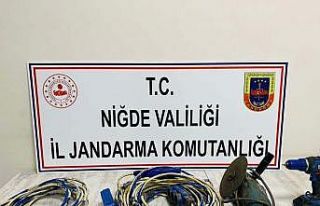 T.C.
NİĞDE VALİLİĞİ
İL JANDARMA KOMUTANLIĞI